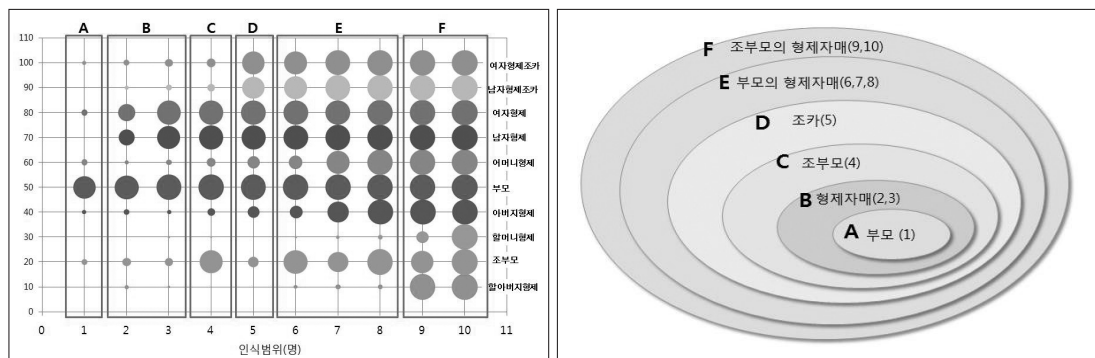 A B C D E F
110
100
90
80
70
60
50
40
30
20
10
0
여자형제조카
남자형제조카
여자형제
남자형제
어머니형제
부모
아버지형제
할머니형제
조부모
할아버지형제
0 1 2 3 4 5 6 7 8 9 10 11
인식범위(명)
F 조부모의 형제자매(9,10)
E 부모의 형제자매(6,7,8)
D 조카(5)
C 조부모(4)
B 형제자매(2,3)
A 부모 (1)